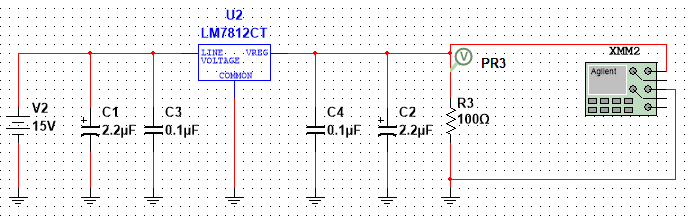 U2
LM7812CT
LINE VREG
VOLTAGE
COMMON
XMM2
Agilent
V
PR3
V2
15V
C1
2.2µF
C3
0.1µF
C4
0.1µF
C2
2.2µF
R3
100Ω